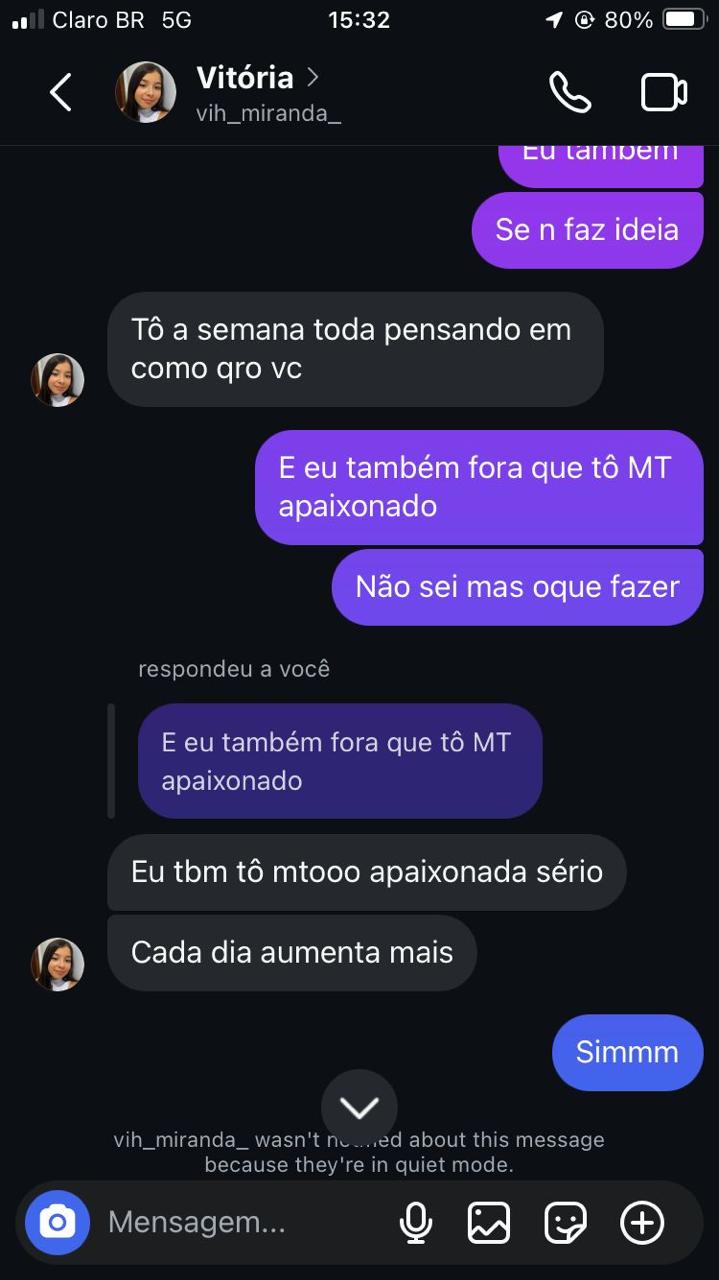 Claro BR 5G 15:32 80%
Vitória
vih_miranda_
Eu também
Se n faz ideia
Tô a semana toda pensando em
como qro vc
E eu também fora que tô MT
apaixonado
Não sei mas oque fazer
respondeu a você
E eu também fora que tô MT
apaixonado
Eu tbm tô mtooo apaixonada sério
Cada dia aumenta mais
Simmm
vih_miranda_ wasn't notified about this message
because they're in quiet mode.
Mensagem...